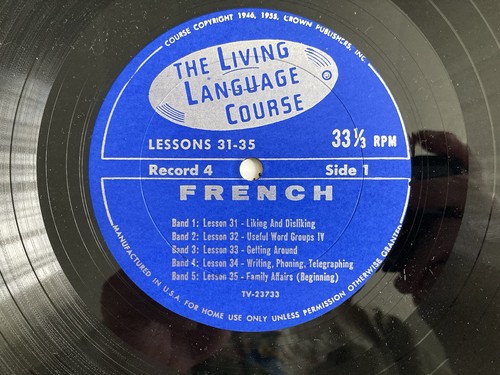 COURSE COPYRIGHT 1946, 1955, CROWN PUBLISHERS, INC.
THE LIVING
LANGUAGE
COURSE ®
LESSONS 31-35
33 1/3 RPM
Record 4
Side 1
FRENCH
Band 1: Lesson 31 - Liking And Disliking
Band 2: Lesson 32 - Useful Word Groups IV
Band 3: Lesson 33 - Getting Around
Band 4: Lesson 34 - Writing, Phoning, Telegraphing
Band 5: Lesson 35 - Family Affairs (Beginning)
TV-23733
MANUFACTURED IN U.S.A. FOR HOME USE ONLY UNLESS PERMISSION OTHERWISE GRANTED